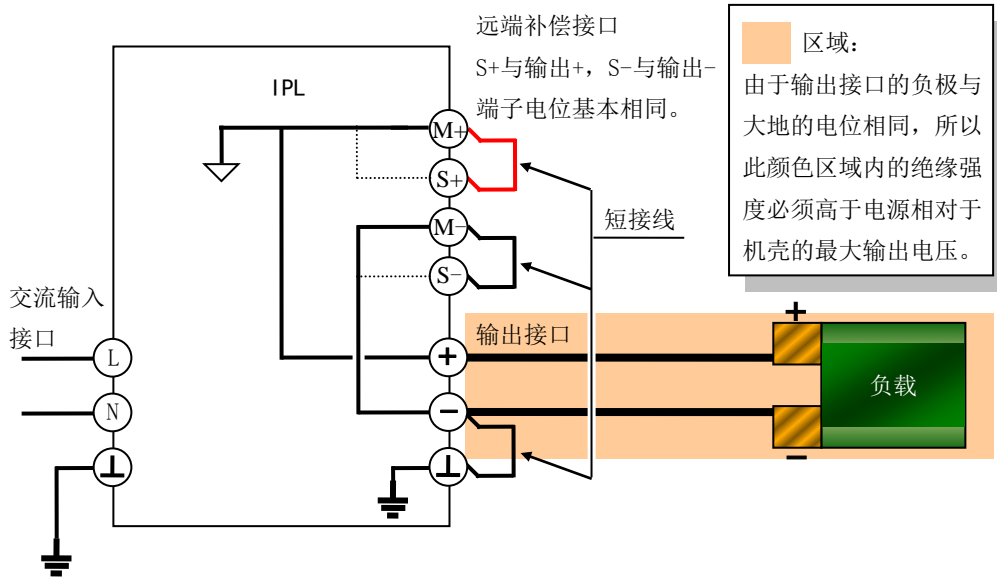 远端补偿接口
S+与输出+，S-与输出-
端子电位基本相同。
区域：
由于输出接口的负极与
大地的电位相同，所以
此颜色区域内的绝缘强
度必须高于电源相对于
机壳的最大输出电压。
IPL
M+
S+
M-
S-
短接线
交流输入
接口
L
N
输出接口
+
-
+
-
负载